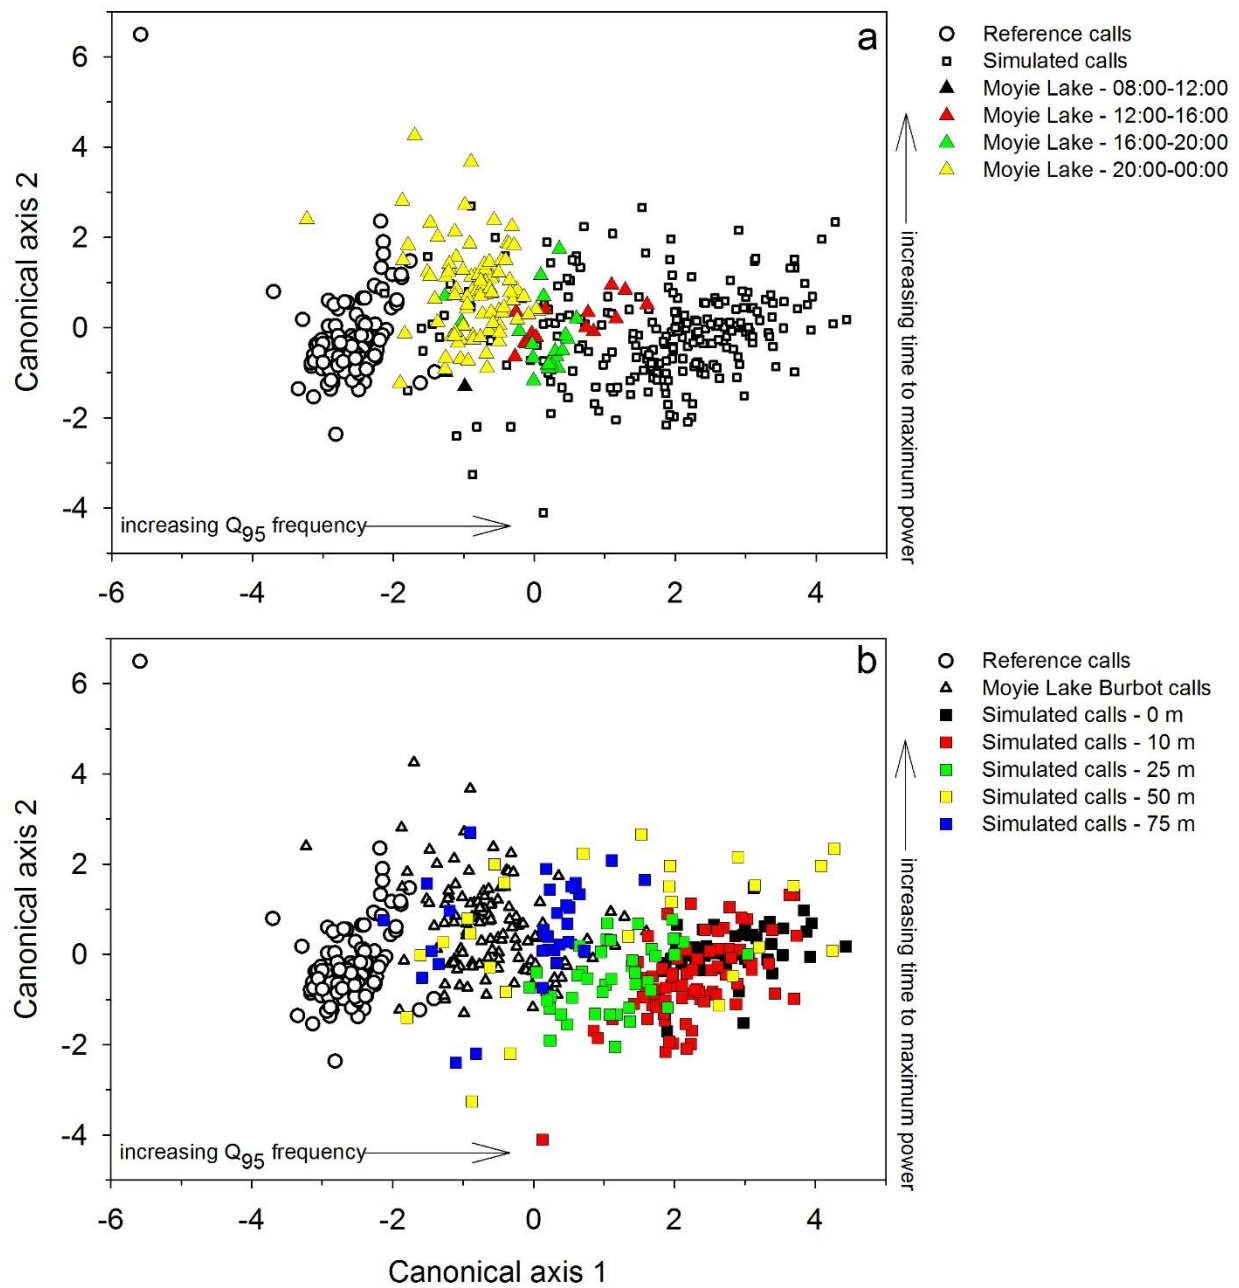 a
6
4
2
0
-2
-4
Canonical axis 2
-6
-4
-2
0
2
4
increasing Q95 frequency
increasing time to maximum power
Reference calls
Simulated calls
Moyie Lake - 08:00-12:00
Moyie Lake - 12:00-16:00
Moyie Lake - 16:00-20:00
Moyie Lake - 20:00-00:00
b
6
4
2
0
-2
-4
Canonical axis 2
-6
-4
-2
0
2
4
Canonical axis 1
increasing Q95 frequency
increasing time to maximum power
Reference calls
Moyie Lake Burbot calls
Simulated calls - 0 m
Simulated calls - 10 m
Simulated calls - 25 m
Simulated calls - 50 m
Simulated calls - 75 m